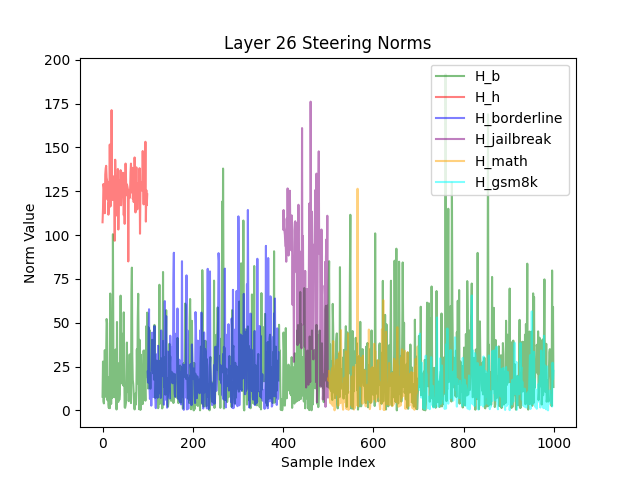 Layer 26 Steering Norms
200
175
150
125
100
75
50
25
0
Norm Value
H_b
H_h
H_borderline
H_jailbreak
H_math
H_gsm8k
0 200 400 600 800 1000
Sample Index